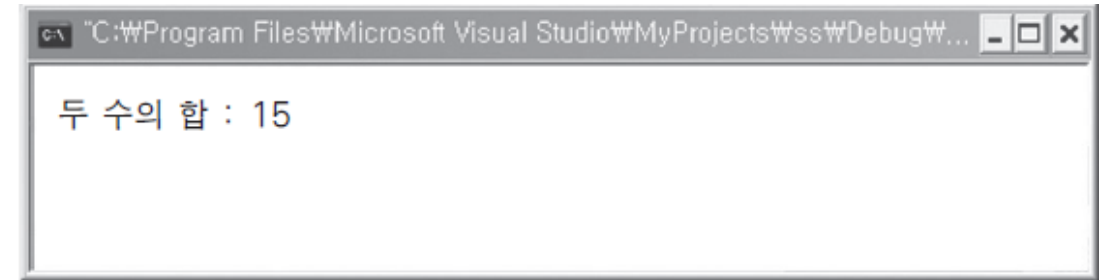 "C:₩Program Files₩Microsoft Visual Studio₩MyProjects₩ss₩Debug₩...
두 수의 합 : 15